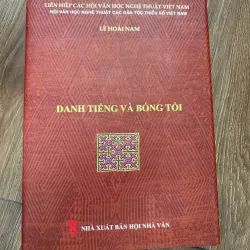 LIÊN HIỆP CÁC HỘI VĂN HỌC NGHỆ THUẬT VIỆT NAM
HỘI VĂN HỌC NGHỆ THUẬT CÁC DÂN TỘC THIỂU SỐ VIỆT NAM
LÊ HOÀI NAM
DANH TIẾNG VÀ BÓNG TỐI
NHÀ XUẤT BẢN HỘI NHÀ VĂN